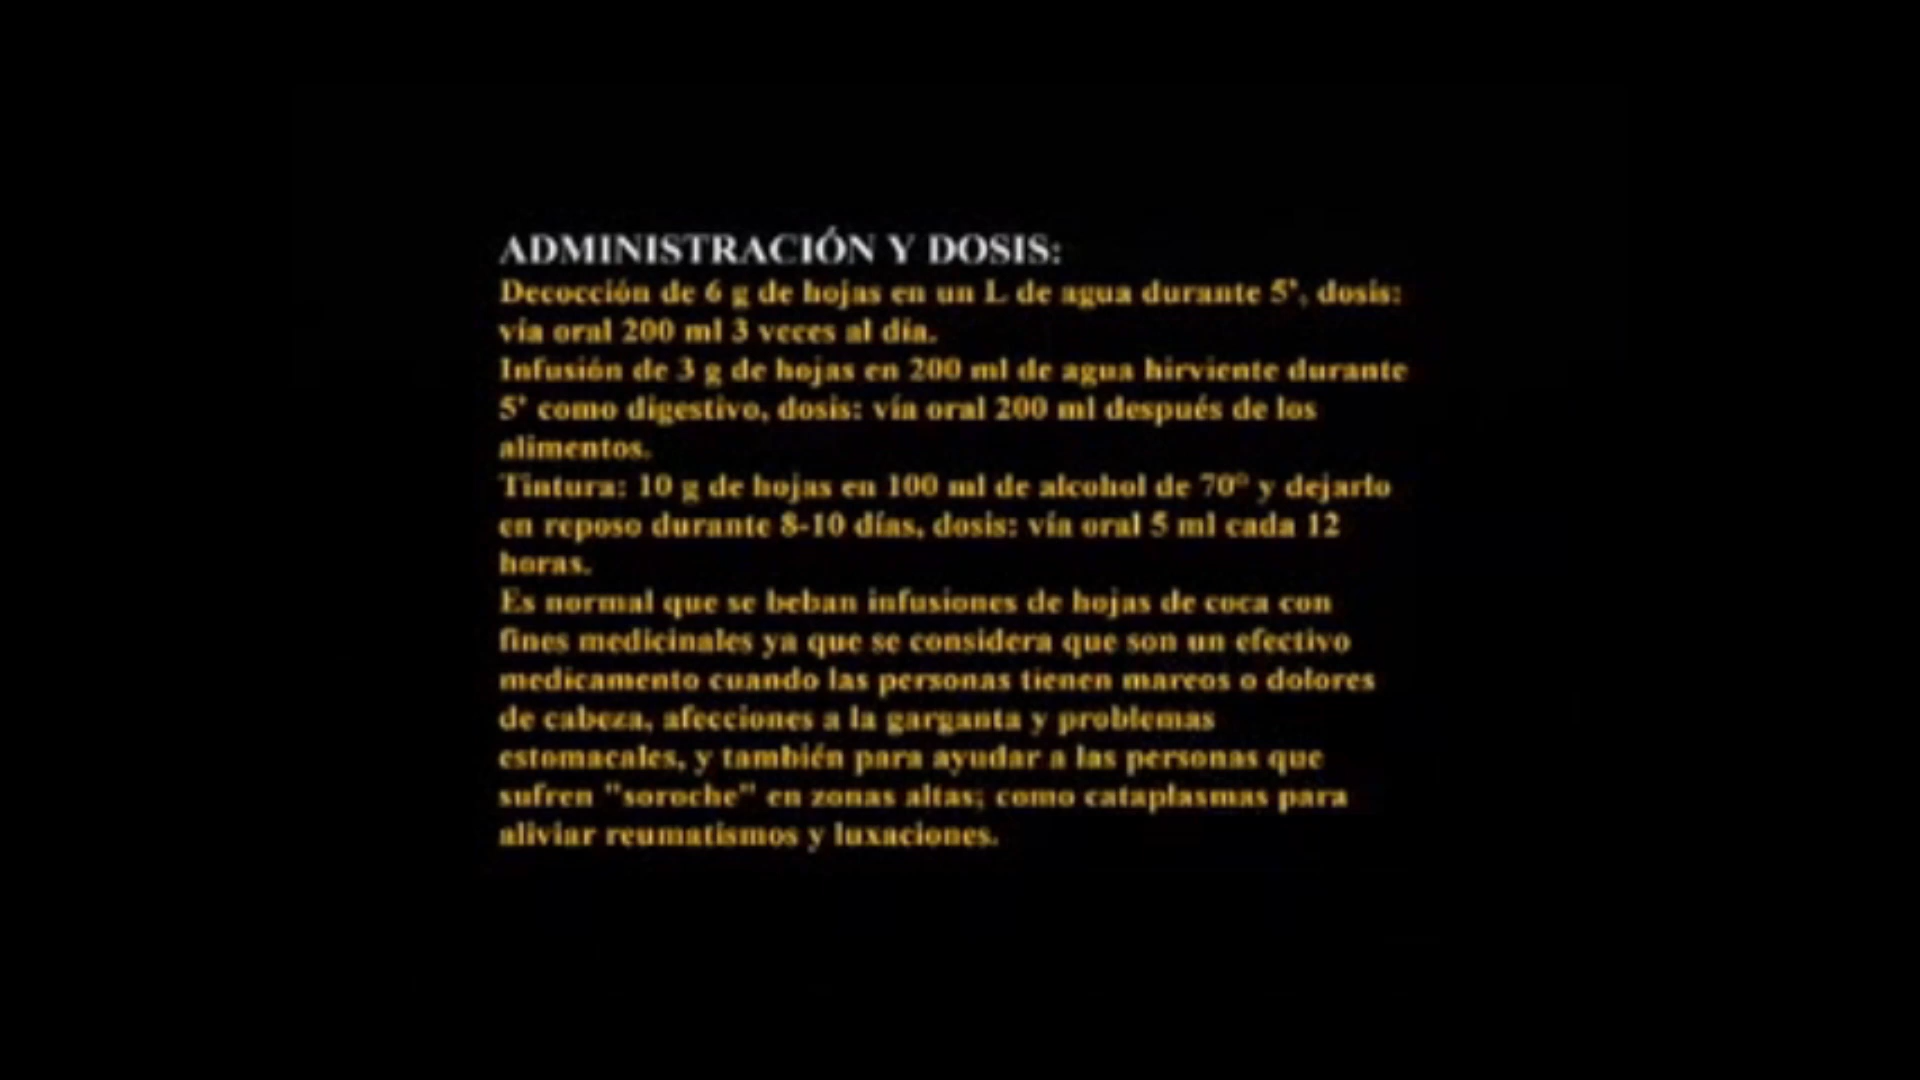 ADMINISTRACIÓN Y DOSIS:
Decocción de 6 g de hojas en un L de agua durante 5', dosis:
vía oral 200 ml 3 veces al día.
Infusión de 3 g de hojas en 200 ml de agua hirviente durante
5' como digestivo, dosis: vía oral 200 ml después de los
alimentos.
Tintura: 10 g de hojas en 100 ml de alcohol de 70° y dejarlo
en reposo durante 8-10 días, dosis: vía oral 5 ml cada 12
horas.
Es normal que se beban infusiones de hojas de coca con
fines medicinales ya que se considera que son un efectivo
medicamento cuando las personas tienen mareos o dolores
de cabeza, afecciones a la garganta y problemas
estomacales, y también para ayudar a las personas que
sufren "soroche" en zonas altas; como cataplasmas para
aliviar reumatismos y luxaciones.